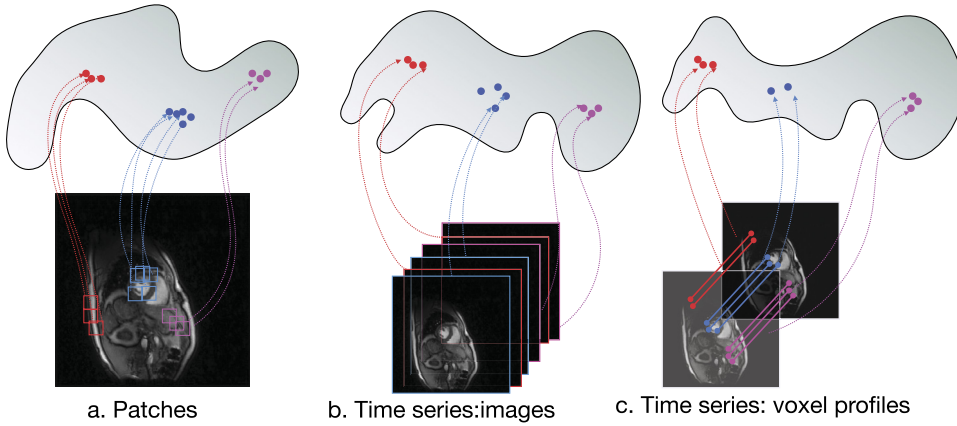 a. Patches
b. Time series:images
c. Time series: voxel profiles